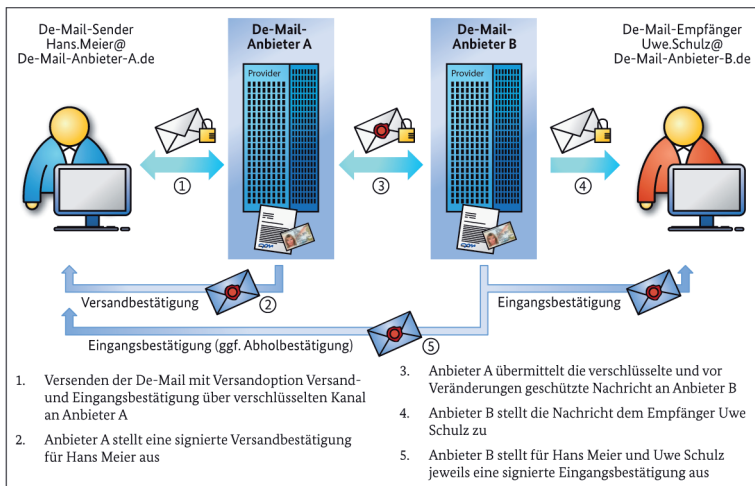 De-Mail-Sender
Hans.Meier@
De-Mail-Anbieter-A.de
De-Mail-
Anbieter A
De-Mail-
Anbieter B
De-Mail-Empfänger
Uwe.Schulz@
De-Mail-Anbieter-B.de
Provider
Provider
①
③
④
Versandbestätigung
②
Eingangsbestätigung
Eingangsbestätigung (ggf. Abholbestätigung)
⑤
1. Versenden der De-Mail mit Versandoption Versand-
und Eingangsbestätigung über verschlüsselten Kanal
an Anbieter A
2. Anbieter A stellt eine signierte Versandbestätigung
für Hans Meier aus
3. Anbieter A übermittelt die verschlüsselte und vor
Veränderungen geschützte Nachricht an Anbieter B
4. Anbieter B stellt die Nachricht dem Empfänger Uwe
Schulz zu
5. Anbieter B stellt für Hans Meier und Uwe Schulz
jeweils eine signierte Eingangsbestätigung aus